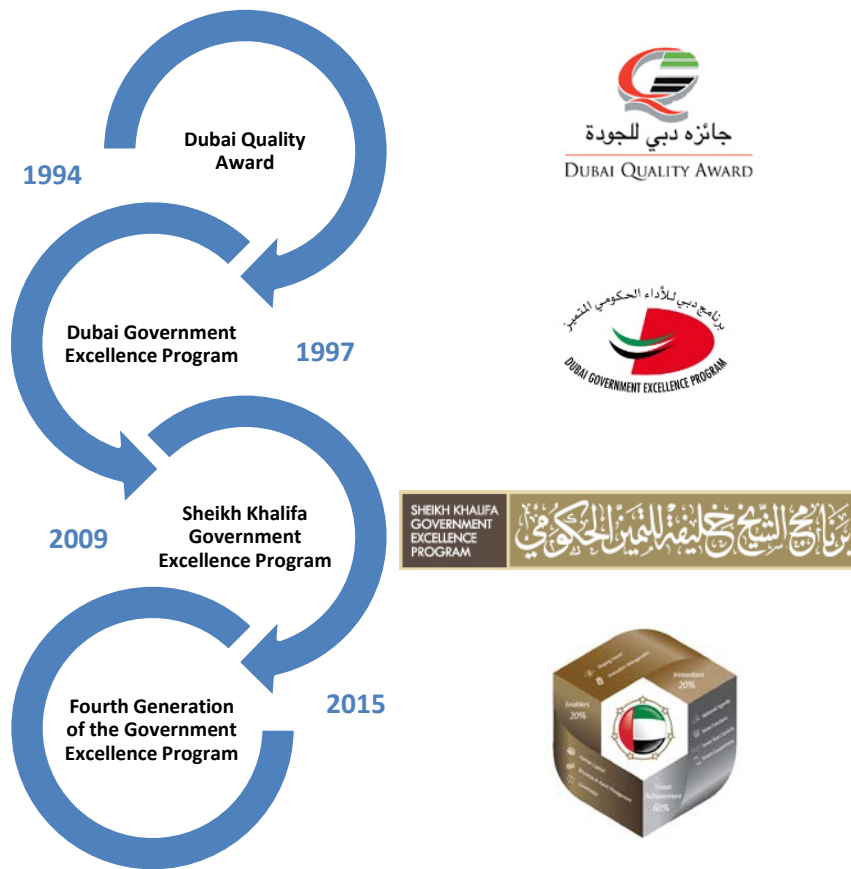 Dubai Quality
Award
1994
جائزه دبي للجودة
DUBAI QUALITY AWARD
Dubai Government
Excellence Program
1997
برنامج دبي للأداء الحكومي المتميز
DUBAI GOVERNMENT EXCELLENCE PROGRAM
Sheikh Khalifa
Government
Excellence Program
2009
SHEIKH KHALIFA
GOVERNMENT
EXCELLENCE
PROGRAM
برنامج الشيخ خليفة للتميز الحكومي
Fourth Generation
of the Government
Excellence Program
2015
Innovation
20%
Enablers
20%
Vision
Achievement
60%